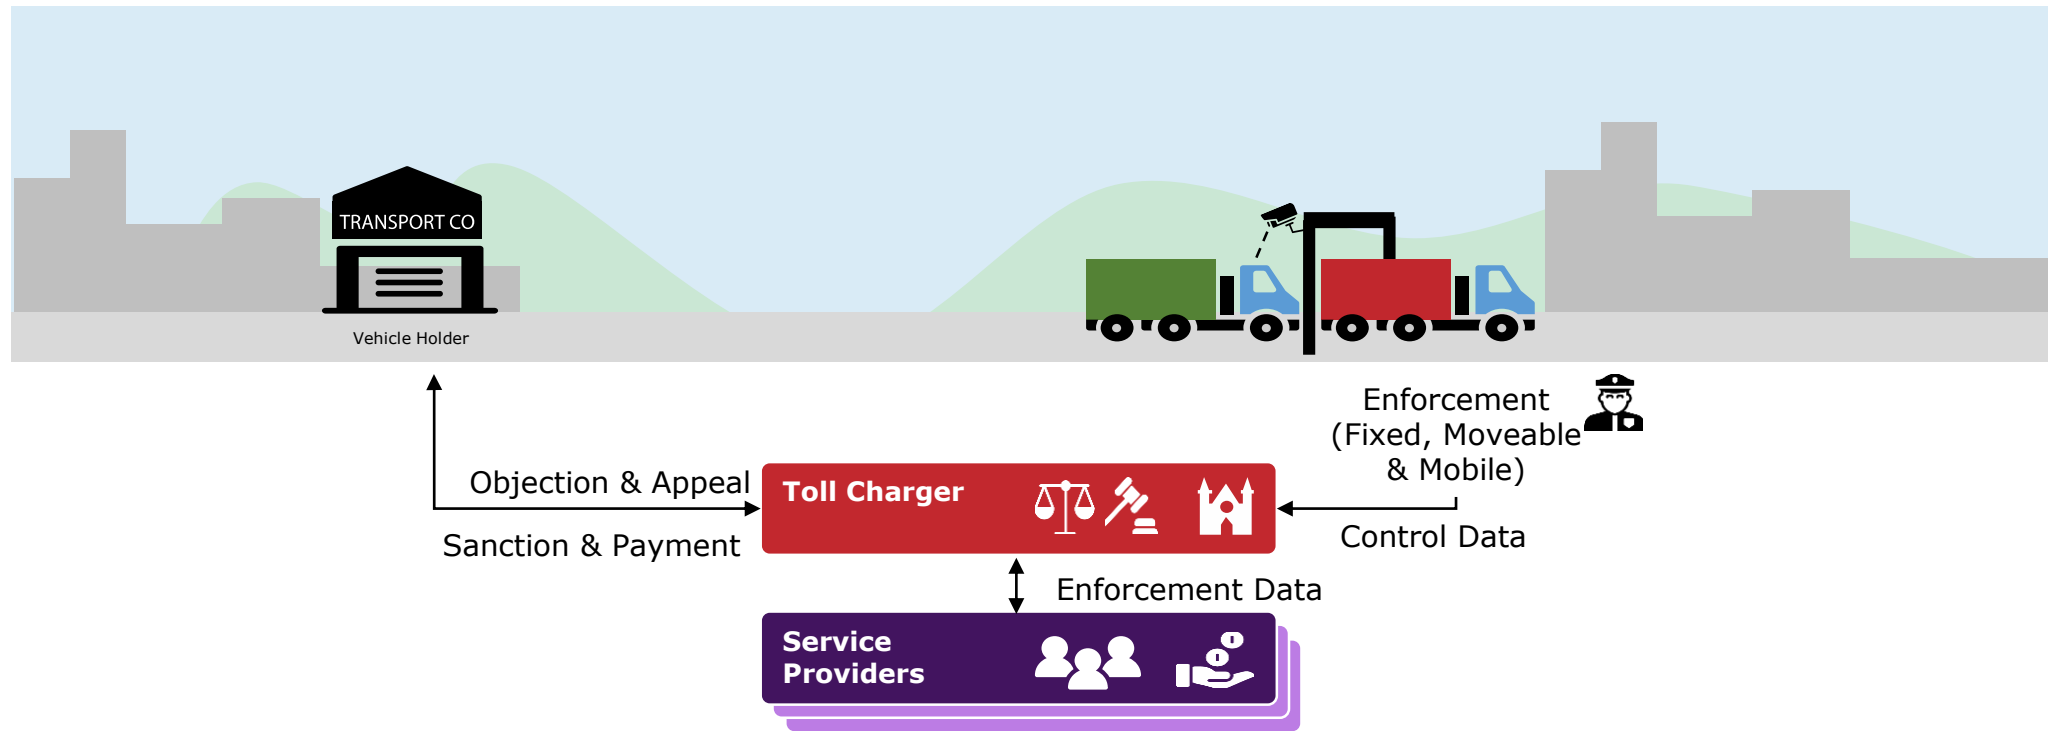 TRANSPORT CO
Vehicle Holder
Enforcement
(Fixed, Moveable
& Mobile)
Objection & Appeal
Toll Charger
Sanction & Payment
Control Data
Enforcement Data
Service
Providers